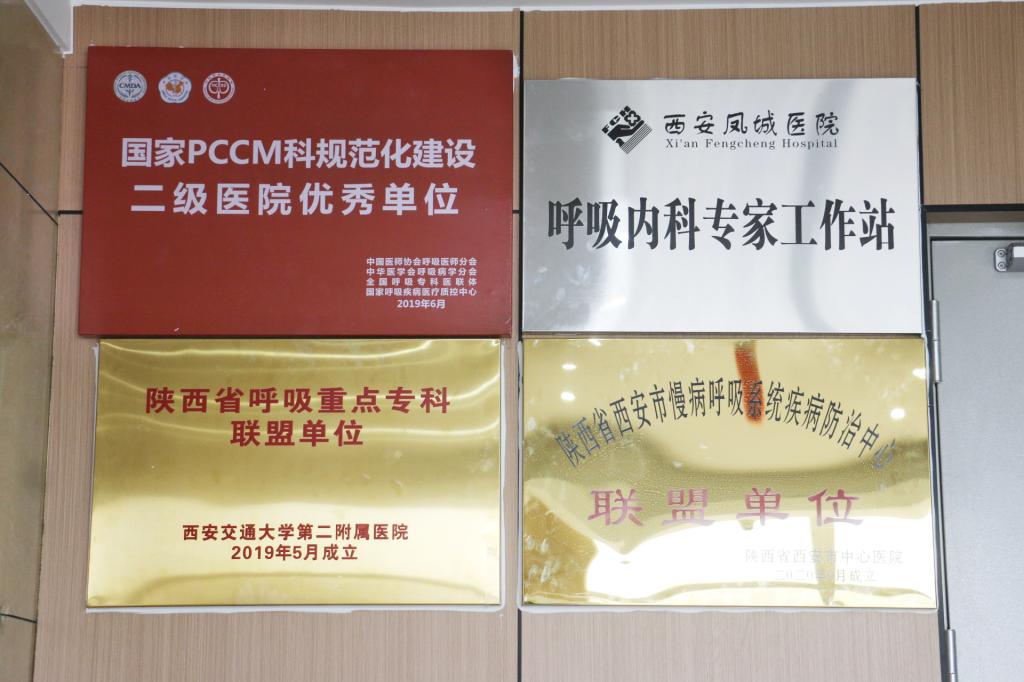 CMDA
国家PCCM科规范化建设
二级医院优秀单位
中国医师协会呼吸医师分会
中华医学会呼吸病学分会
全国呼吸专科医联体
国家呼吸疾病医疗质控中心
2019年6月
FCH
西安凤城医院
Xi'an Fengcheng Hospital
呼吸内科专家工作站
陕西省呼吸重点专科
联盟单位
西安交通大学第二附属医院
2019年5月成立
陕西省西安市慢病呼吸系统疾病防治中心
联盟单位
陕西省西安市中心医院
月成立